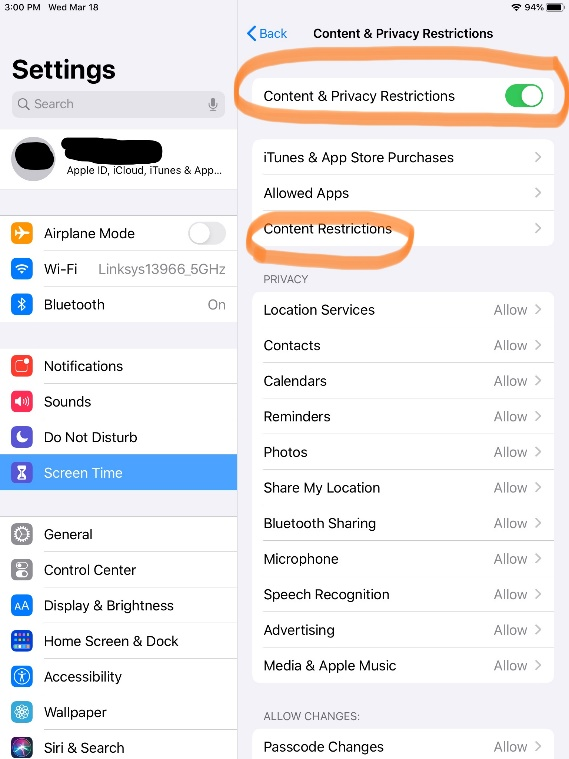 3:00 PM Wed Mar 18
94%
Settings
Search
Apple ID, iCloud, iTunes & App...
Airplane Mode
Wi-Fi Linksys13966_5GHz
Bluetooth On
Notifications
Sounds
Do Not Disturb
Screen Time
General
Control Center
AA Display & Brightness
Home Screen & Dock
Accessibility
Wallpaper
Siri & Search
Back Content & Privacy Restrictions
Content & Privacy Restrictions
iTunes & App Store Purchases
Allowed Apps
Content Restrictions
PRIVACY
Location Services Allow
Contacts Allow
Calendars Allow
Reminders Allow
Photos Allow
Share My Location Allow
Bluetooth Sharing Allow
Microphone Allow
Speech Recognition Allow
Advertising Allow
Media & Apple Music Allow
ALLOW CHANGES:
Passcode Changes Allow